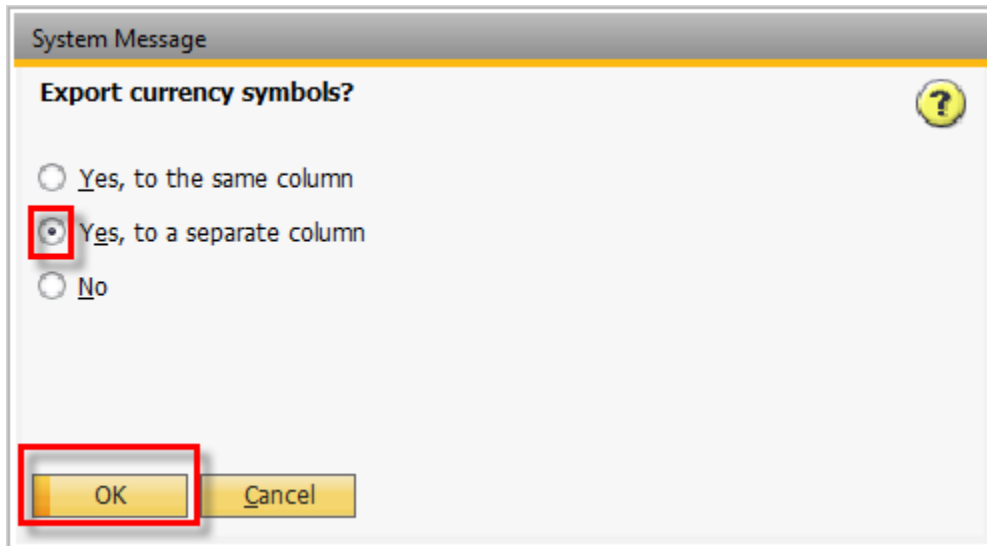 System Message
Export currency symbols?
?
Yes, to the same column
Yes, to a separate column
No
OK Cancel